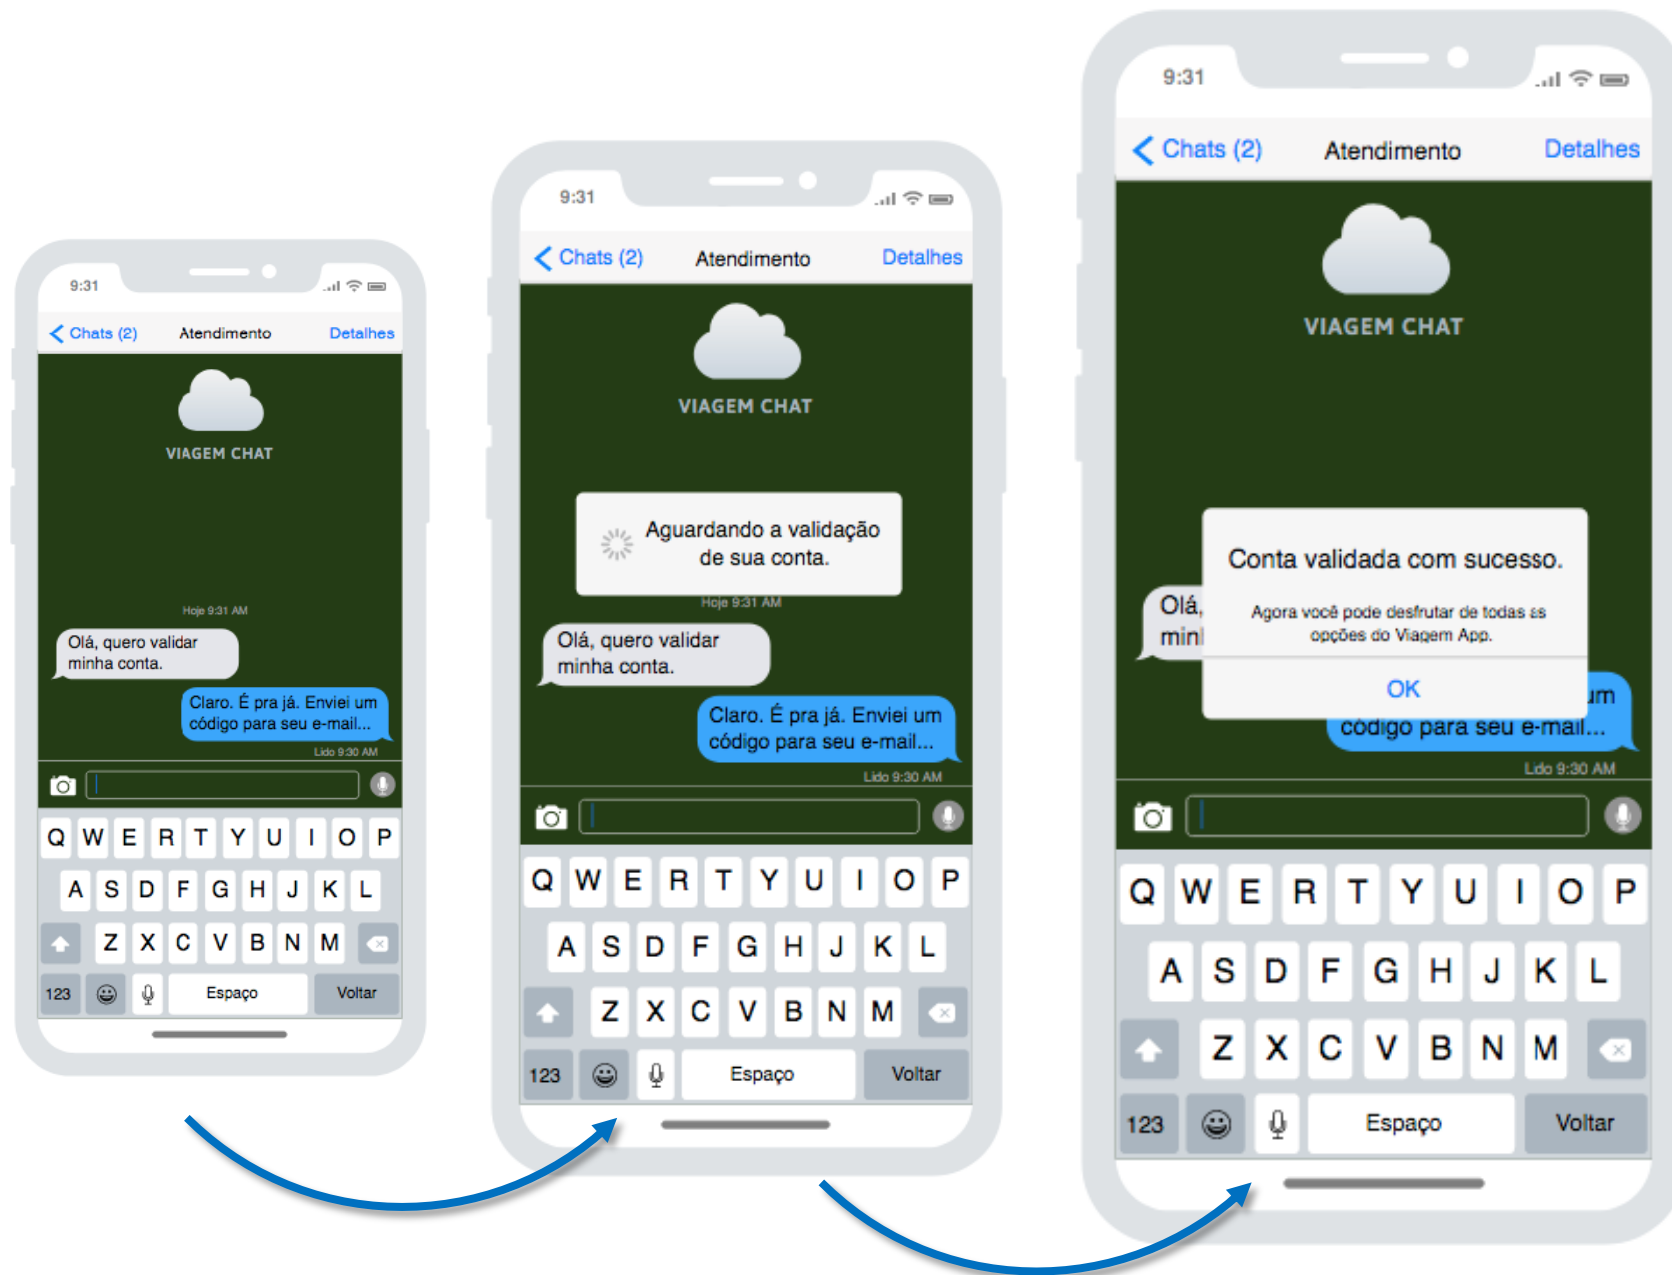 9:31
Chats (2) Atendimento Detalhes
VIAGEM CHAT
Hoje 9:31 AM
Olá, quero validar
minha conta.
Claro. É pra já. Enviei um
código para seu e-mail...
Lido 9:30 AM
Q W E R T Y U I O P
A S D F G H J K L
Z X C V B N M
123 Espaço Voltar
9:31
Chats (2) Atendimento Detalhes
VIAGEM CHAT
Aguardando a validação
de sua conta.
Hoje 9:31 AM
Olá, quero validar
minha conta.
Claro. É pra já. Enviei um
código para seu e-mail...
Lido 9:30 AM
Q W E R T Y U I O P
A S D F G H J K L
Z X C V B N M
123 Espaço Voltar
9:31
Chats (2) Atendimento Detalhes
VIAGEM CHAT
Conta validada com sucesso.
Agora você pode desfrutar de todas as
opções do Viagem App.
OK
Olá,
minh
um
código para seu e-mail...
Lido 9:30 AM
Q W E R T Y U I O P
A S D F G H J K L
Z X C V B N M
123 Espaço Voltar